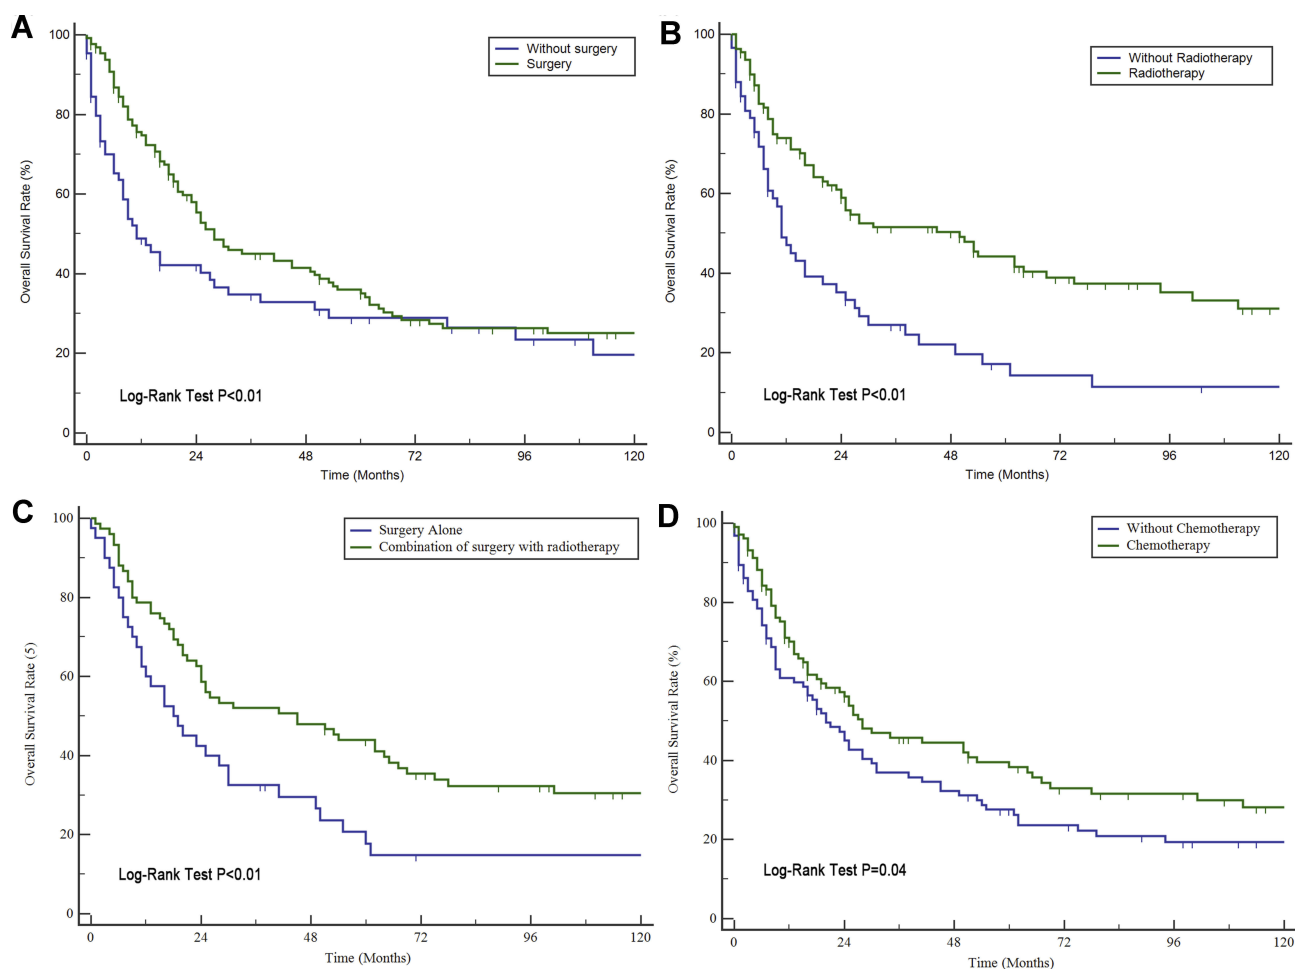 A
Without surgery
Surgery
100
80
60
40
20
0
Overall Survival Rate (%)
Log-Rank Test P<0.01
0 24 48 72 96 120
Time (Months)
B
Without Radiotherapy
Radiotherapy
100
80
60
40
20
0
Overall Survival Rate (%)
Log-Rank Test P<0.01
0 24 48 72 96 120
Time (Months)
C
Surgery Alone
Combination of surgery with radiotherapy
100
80
60
40
20
0
Overall Survival Rate (5)
Log-Rank Test P<0.01
0 24 48 72 96 120
Time (Months)
D
Without Chemotherapy
Chemotherapy
100
80
60
40
20
0
Overall Survival Rate (%)
Log-Rank Test P=0.04
0 24 48 72 96 120
Time (Months)